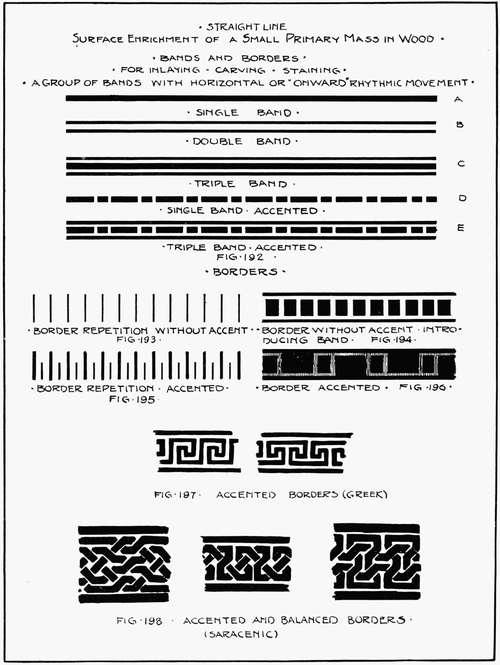 · STRAIGHT LINE
SURFACE ENRICHMENT OF A SMALL PRIMARY MASS IN WOOD ·
· BANDS AND BORDERS ·
· FOR INLAYING · CARVING · STAINING ·
· A GROUP OF BANDS WITH HORIZONTAL OR "ONWARD" RHYTHMIC MOVEMENT ·
A
· SINGLE BAND ·
B
· DOUBLE BAND ·
C
· TRIPLE BAND ·
D
· SINGLE BAND · ACCENTED ·
E
· TRIPLE BAND · ACCENTED ·
FIG · 192 ·
· BORDERS ·
· BORDER REPETITION WITHOUT ACCENT ·
FIG · 193 ·
· BORDER WITHOUT ACCENT · INTRO-
DUCING BAND · FIG · 194 ·
· BORDER REPETITION · ACCENTED ·
FIG · 195
· BORDER ACCENTED · FIG · 196 ·
FIG · 197 · ACCENTED BORDERS (GREEK)
FIG · 198 · ACCENTED AND BALANCED BORDERS ·
(SARACENIC)